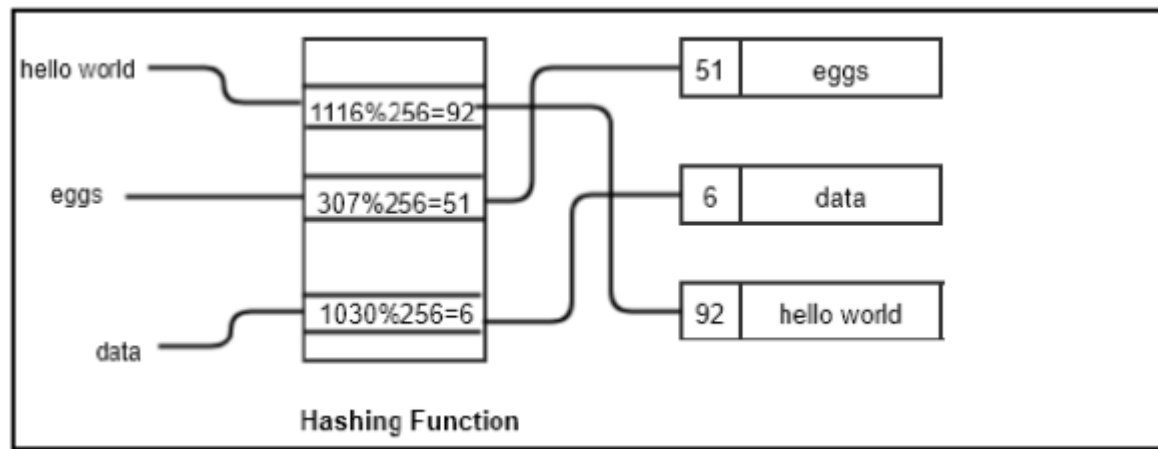 hello world
1116%256=92
51 eggs
eggs
307%256=51
6 data
data
1030%256=6
92 hello world
Hashing Function